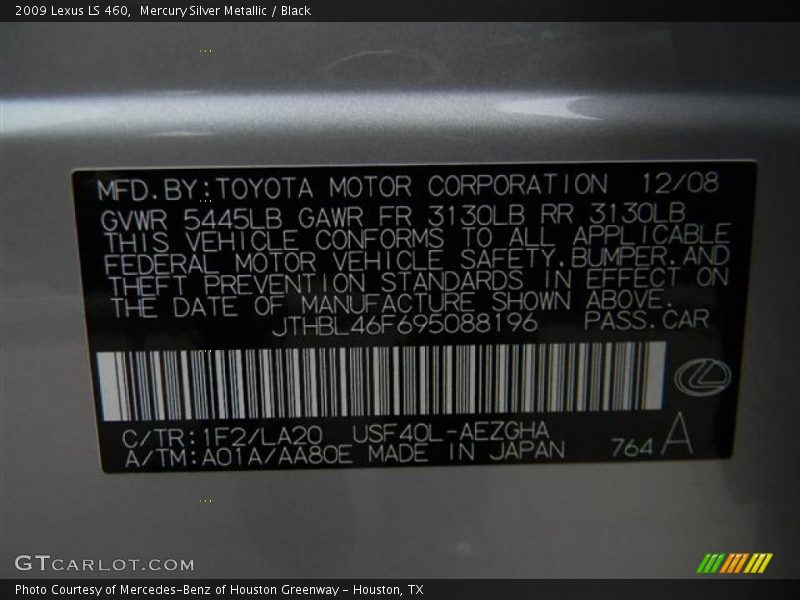 2009 Lexus LS 460, Mercury Silver Metallic / Black
MFD.BY:TOYOTA MOTOR CORPORATION 12/08
GVWR 5445LB GAWR FR 3130LB RR 3130LB
THIS VEHICLE CONFORMS TO ALL APPLICABLE
FEDERAL MOTOR VEHICLE SAFETY,BUMPER,AND
THEFT PREVENTION STANDARDS IN EFFECT ON
THE DATE OF MANUFACTURE SHOWN ABOVE.
JTHBL46F695088196 PASS.CAR
C/TR:1F2/LA20 USF40L-AEZGHA
A/TM:A01A/AA80E MADE IN JAPAN 764 A
GTCARLOT.COM
Photo Courtesy of Mercedes-Benz of Houston Greenway - Houston, TX